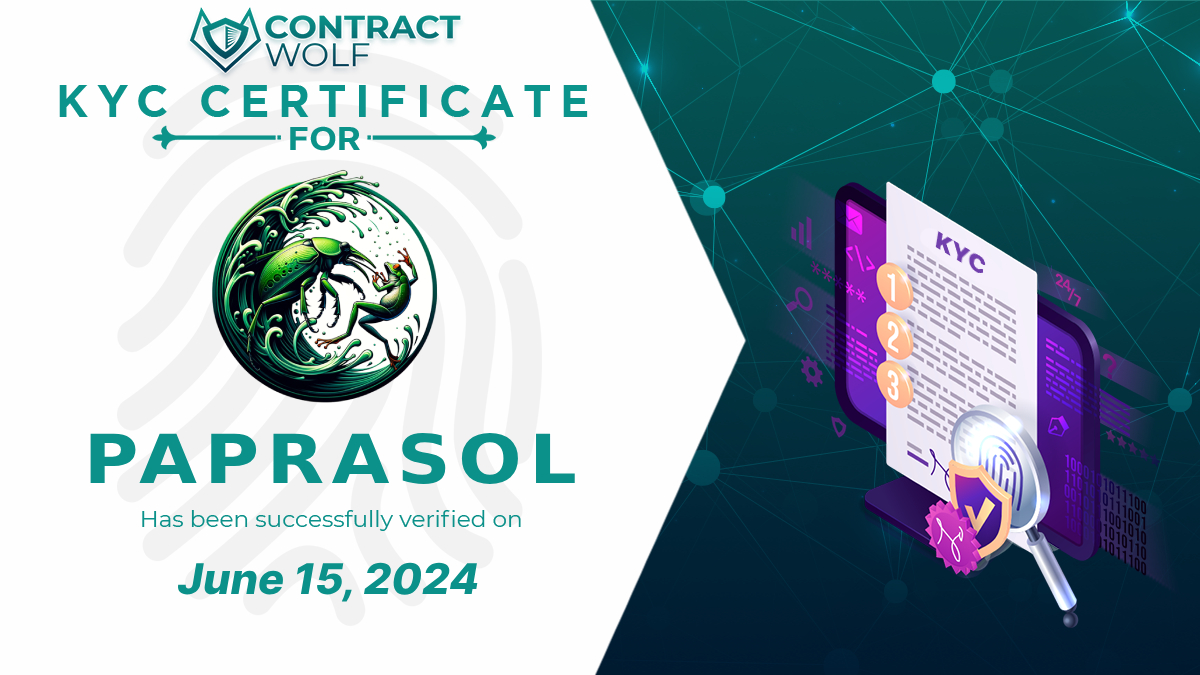 CONTRACT
WOLF
KYC CERTIFICATE
FOR
PAPRASOL
Has been successfully verified on
June 15, 2024
KYC
1
2
3
</>
*****
24/7
?